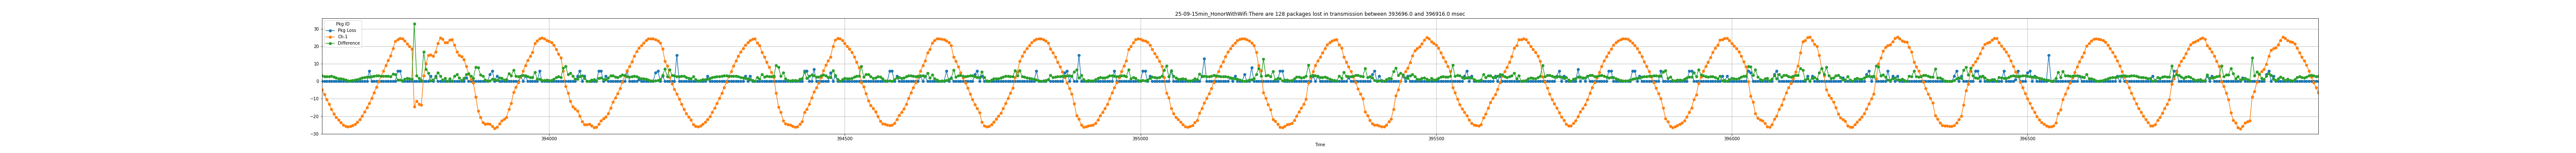 25-09-15min_HonorWithWifi:There are 128 packages lost in transmission between 393696.0 and 396916.0 msec
Pkg ID
Pkg Loss
Ch-1
Difference
30
20
10
0
−10
−20
−30
394000
394500
395000
395500
396000
396500
Time